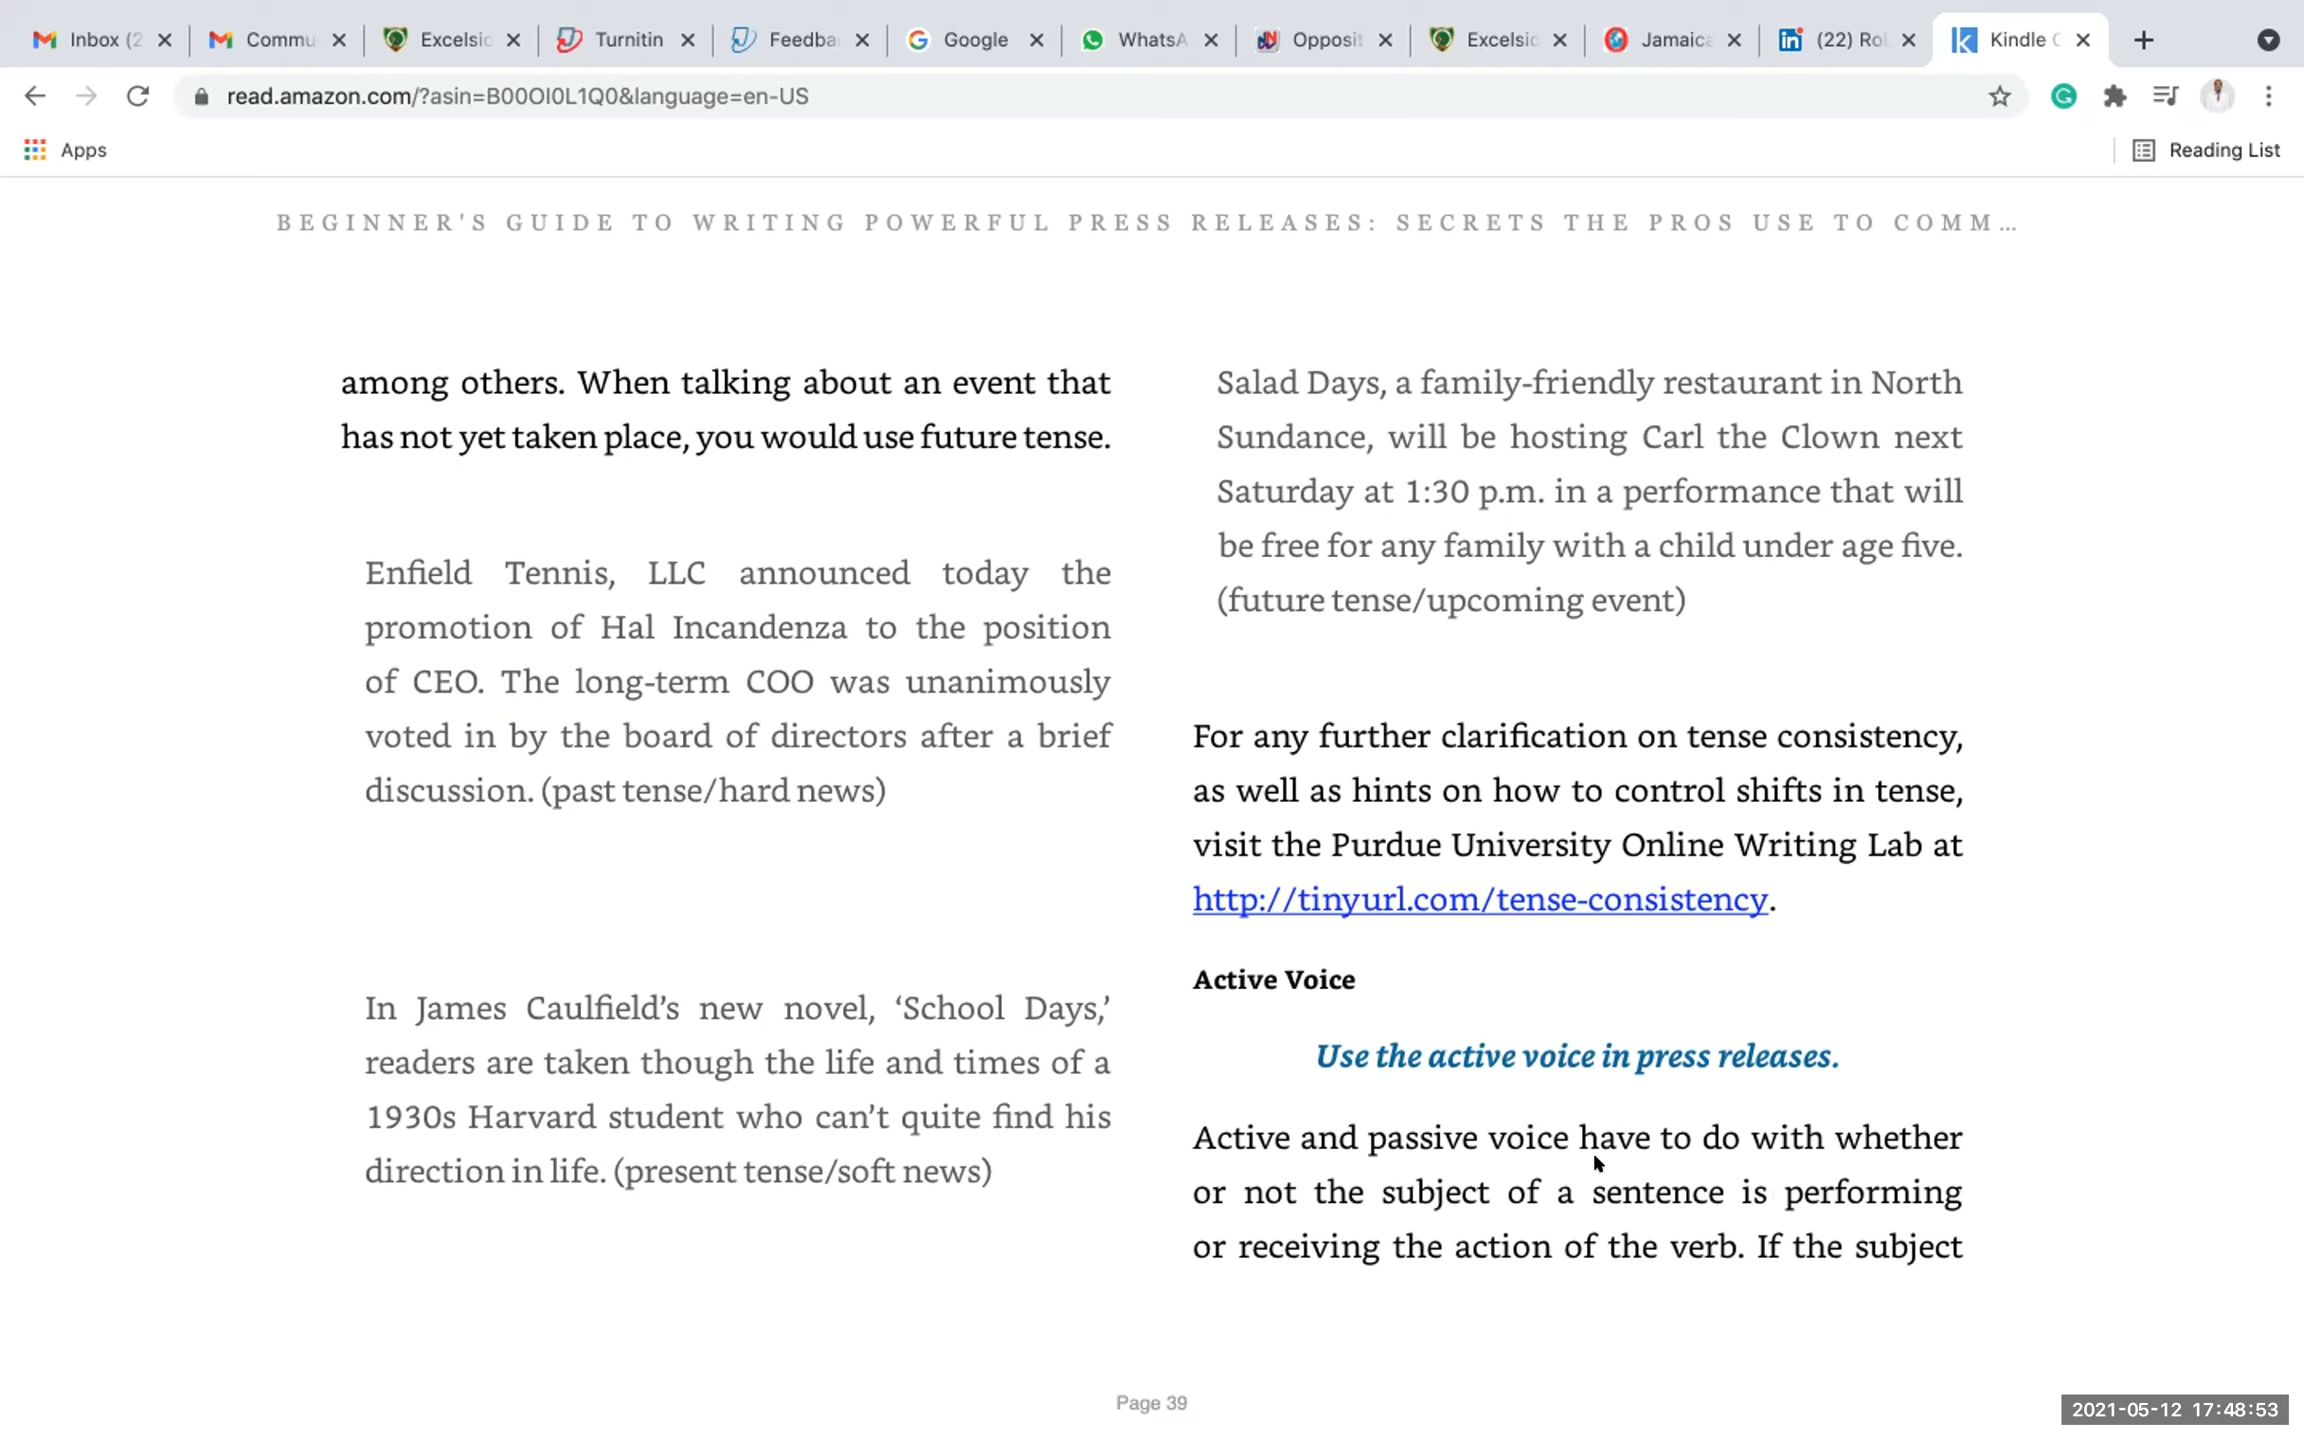 Inbox (2
Commu
Excelsio
Turnitin
Feedba
Google
WhatsA
Opposit
Excelsio
Jamaica
(22) Rol
Kindle C
read.amazon.com/?asin=B00OI0L1Q0&language=en-US
Apps
Reading List
BEGINNER'S GUIDE TO WRITING POWERFUL PRESS RELEASES: SECRETS THE PROS USE TO COMM…
among others. When talking about an event that
has not yet taken place, you would use future tense.
Enfield Tennis, LLC announced today the
promotion of Hal Incandenza to the position
of CEO. The long-term COO was unanimously
voted in by the board of directors after a brief
discussion. (past tense/hard news)
In James Caulfield’s new novel, ‘School Days,’
readers are taken though the life and times of a
1930s Harvard student who can’t quite find his
direction in life. (present tense/soft news)
Salad Days, a family-friendly restaurant in North
Sundance, will be hosting Carl the Clown next
Saturday at 1:30 p.m. in a performance that will
be free for any family with a child under age five.
(future tense/upcoming event)
For any further clarification on tense consistency,
as well as hints on how to control shifts in tense,
visit the Purdue University Online Writing Lab at
http://tinyurl.com/tense-consistency.
Active Voice
Use the active voice in press releases.
Active and passive voice have to do with whether
or not the subject of a sentence is performing
or receiving the action of the verb. If the subject
Page 39
2021-05-12 17:48:53